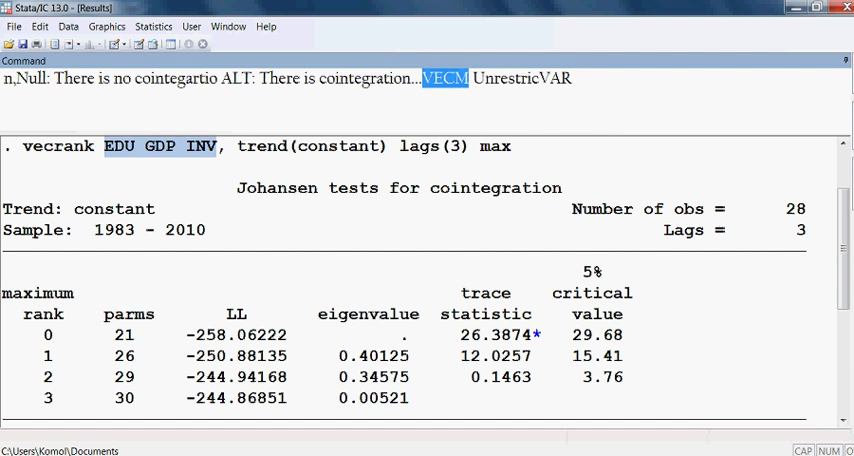 Stata/IC 13.0 - [Results]
File Edit Data Graphics Statistics User Window Help
Command
n,Null: There is no cointegartio ALT: There is cointegration...VECM UnrestricVAR
. vecrank EDU GDP INV, trend(constant) lags(3) max
Johansen tests for cointegration
Trend: constant Number of obs = 28
Sample: 1983 - 2010 Lags = 3
5%
maximum trace critical
rank parms LL eigenvalue statistic value
0 21 -258.06222 . 26.3874* 29.68
1 26 -250.88135 0.40125 12.0257 15.41
2 29 -244.94168 0.34575 0.1463 3.76
3 30 -244.86851 0.00521
C:\Users\Komol\Documents CAP NUM O